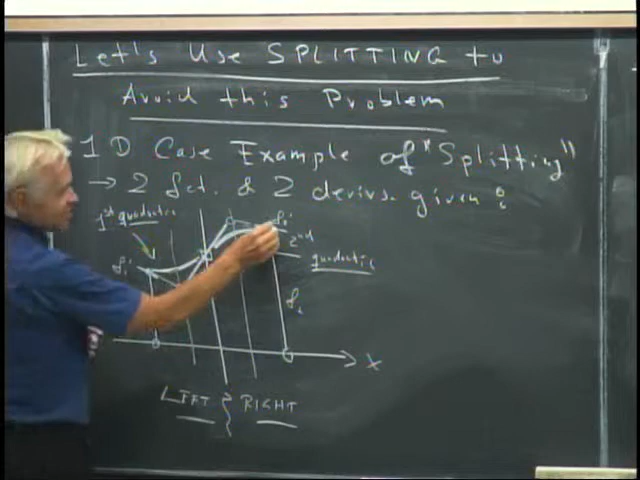 Let's Use SPLITTING to
Avoid this Problem
1 D Case Example of "Splitting"
→ 2 fct. & 2 derivs. given:
1st quadratic
2nd
quadratic
x
LEFT { RIGHT